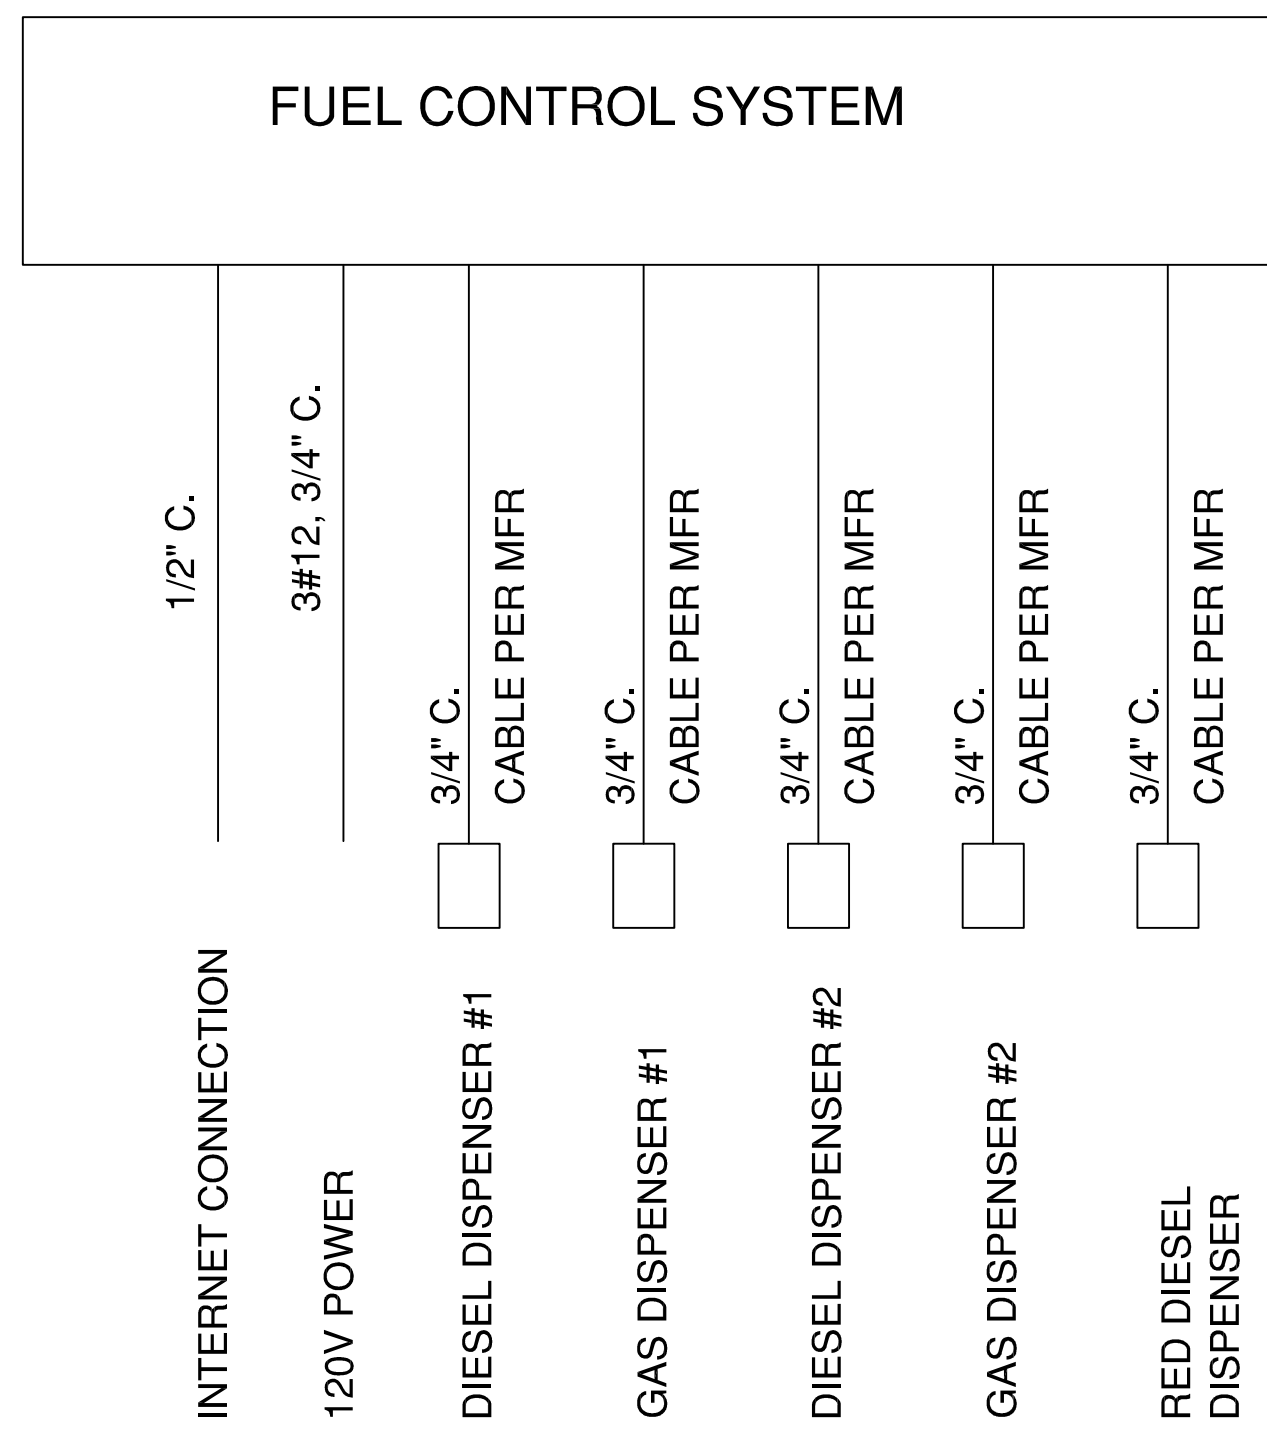 FUEL CONTROL SYSTEM
1/2" C.
3#12, 3/4" C.
3/4" C.
CABLE PER MFR
3/4" C.
CABLE PER MFR
3/4" C.
CABLE PER MFR
3/4" C.
CABLE PER MFR
3/4" C.
CABLE PER MFR
INTERNET CONNECTION
120V POWER
DIESEL DISPENSER #1
GAS DISPENSER #1
DIESEL DISPENSER #2
GAS DISPENSER #2
RED DIESEL
DISPENSER